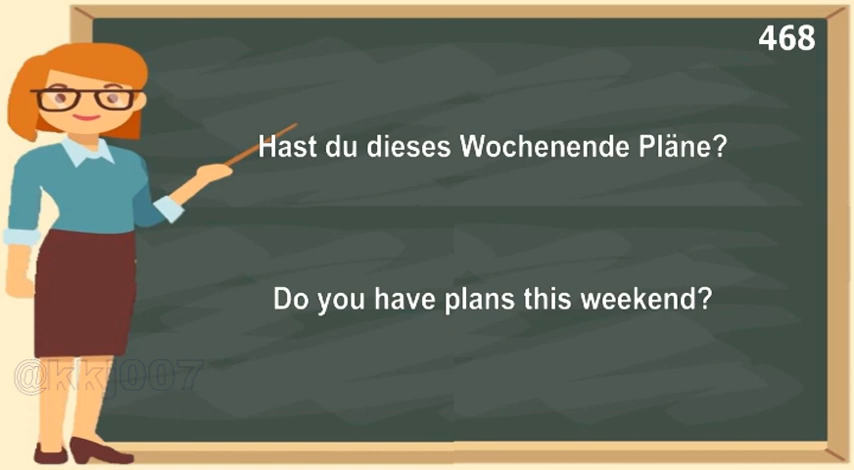 468
Hast du dieses Wochenende Pläne?
Do you have plans this weekend?
@kkj007